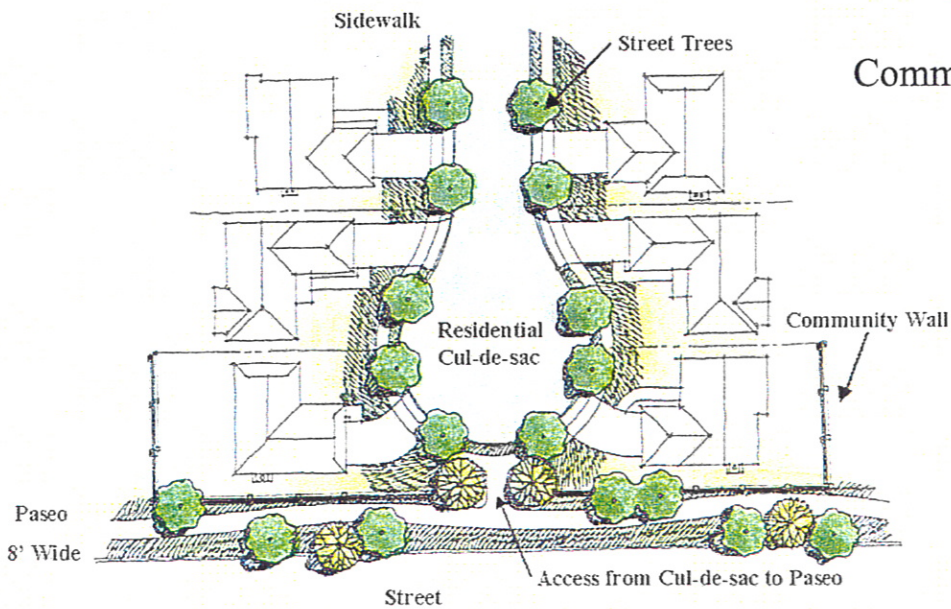 Sidewalk
Street Trees
Comm
Residential
Cul-de-sac
Community Wall
Paseo
8' Wide
Access from Cul-de-sac to Paseo
Street